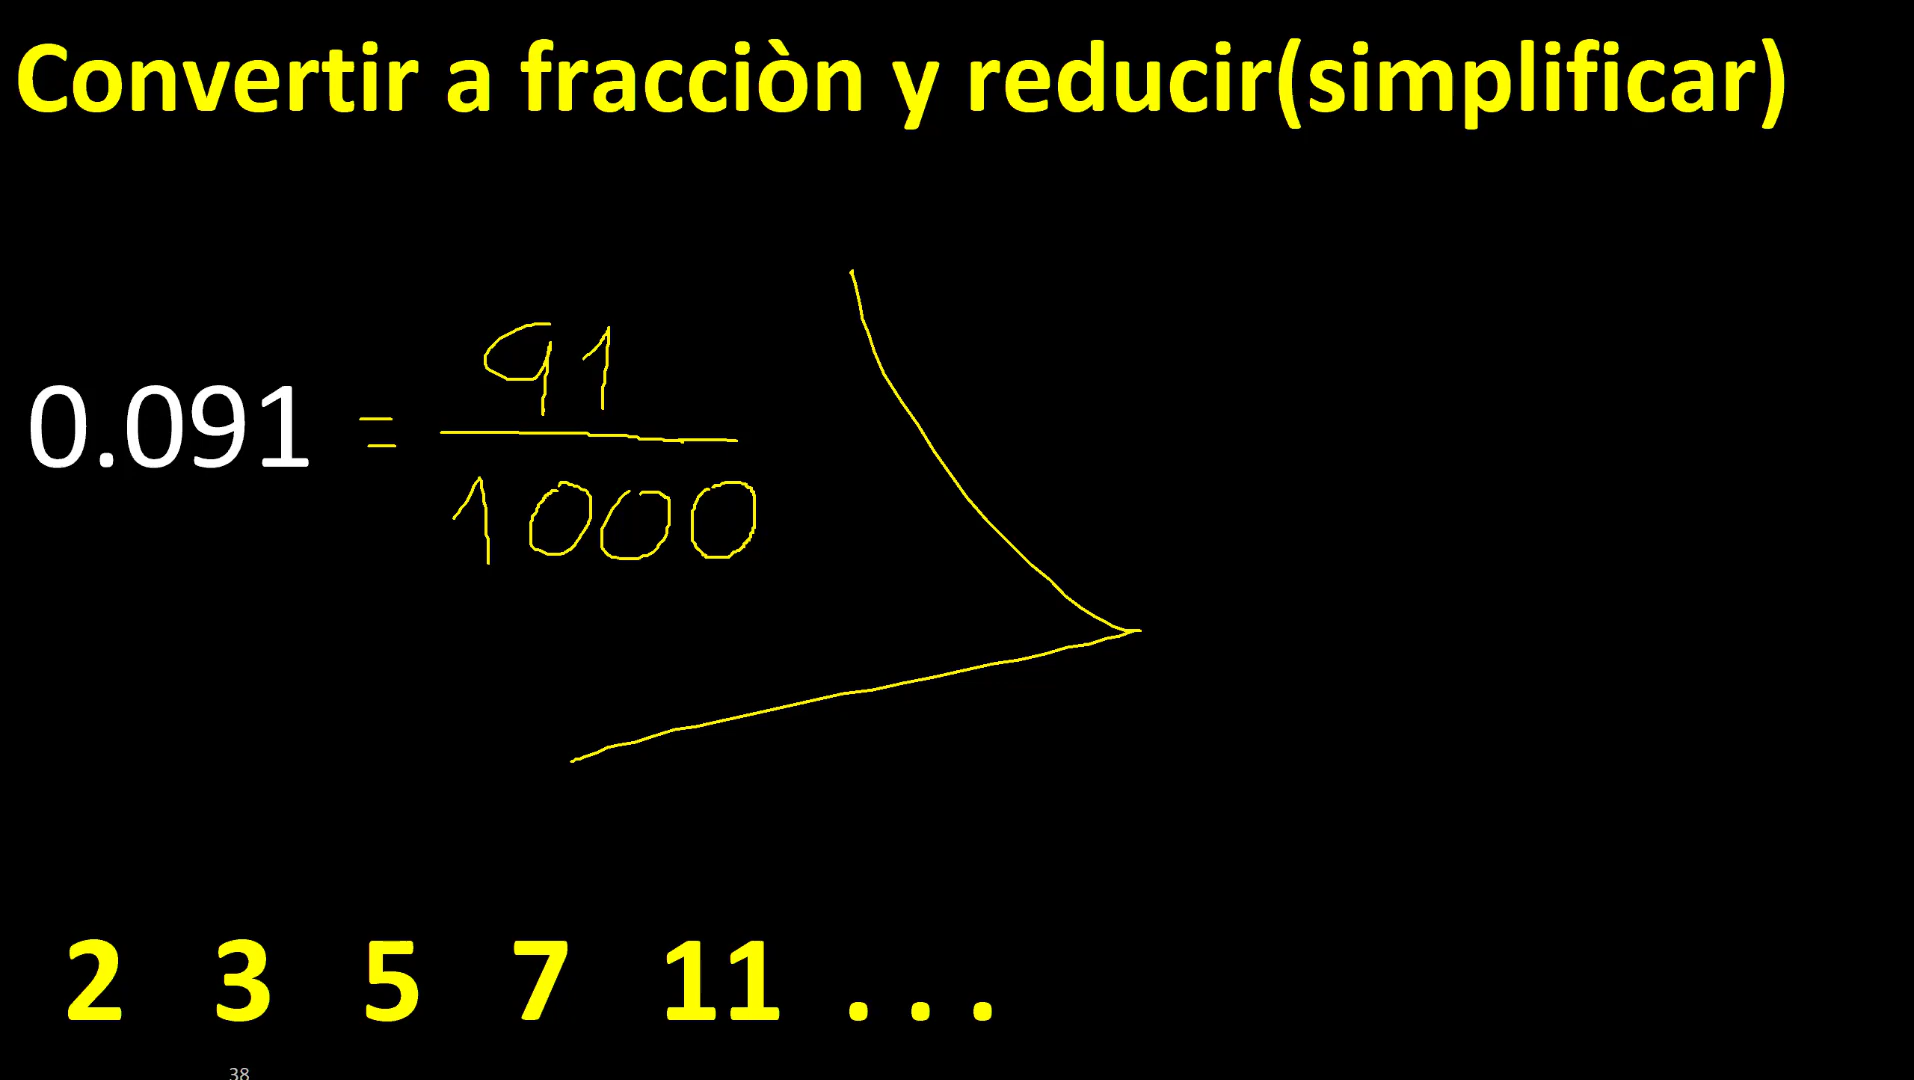 Convertir a fracciòn y reducir(simplificar)
0.091 = 91/1000
2 3 5 7 11 . . .
38